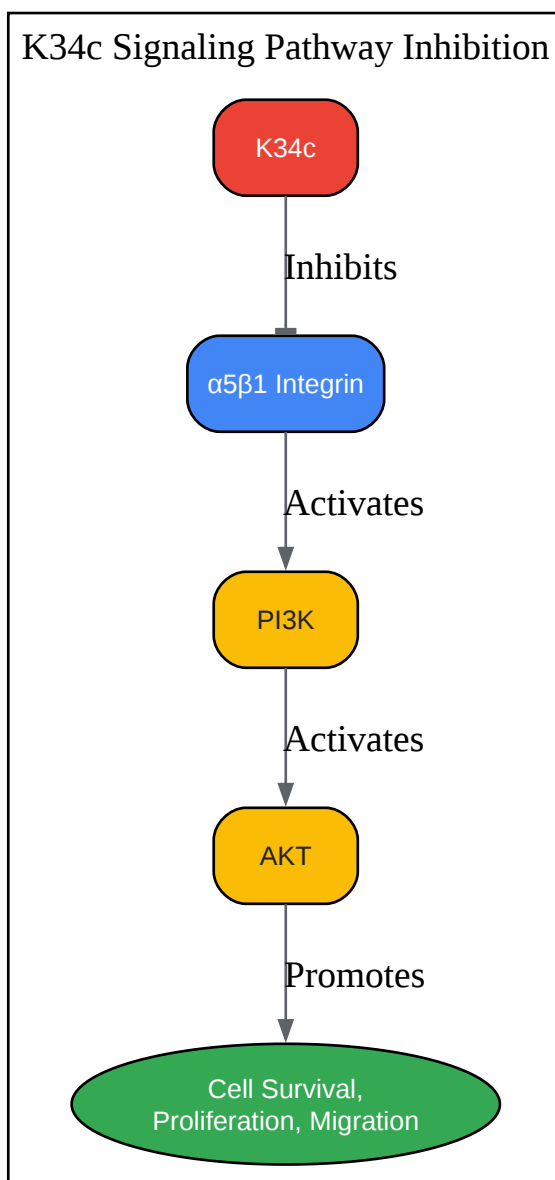 K34c Signaling Pathway Inhibition
K34c
Inhibits
α5β1 Integrin
Activates
PI3K
Activates
AKT
Promotes
Cell Survival,
Proliferation, Migration